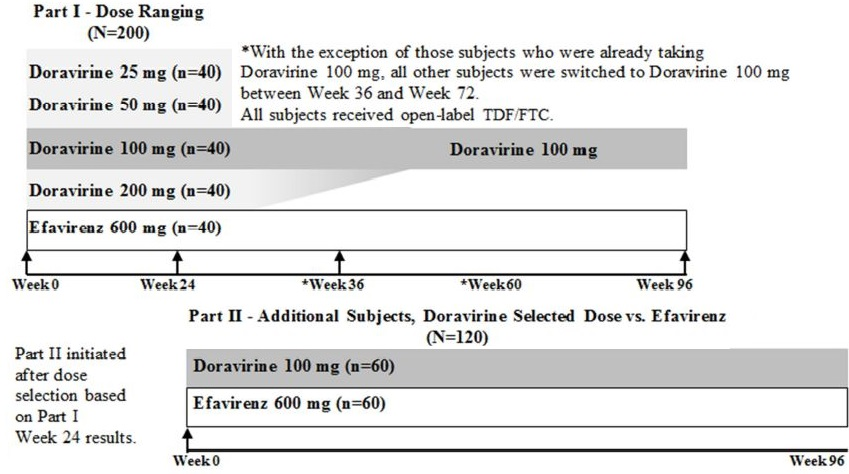 Part I - Dose Ranging
(N=200)
*With the exception of those subjects who were already taking
Doravirine 100 mg, all other subjects were switched to Doravirine 100 mg
between Week 36 and Week 72.
All subjects received open-label TDF/FTC.
Doravirine 25 mg (n=40)
Doravirine 50 mg (n=40)
Doravirine 100 mg (n=40)
Doravirine 100 mg
Doravirine 200 mg (n=40)
Efavirenz 600 mg (n=40)
Week 0
Week 24
*Week 36
*Week 60
Week 96
Part II - Additional Subjects, Doravirine Selected Dose vs. Efavirenz
(N=120)
Part II initiated
after dose
selection based
on Part I
Week 24 results.
Doravirine 100 mg (n=60)
Efavirenz 600 mg (n=60)
Week 0
Week 96